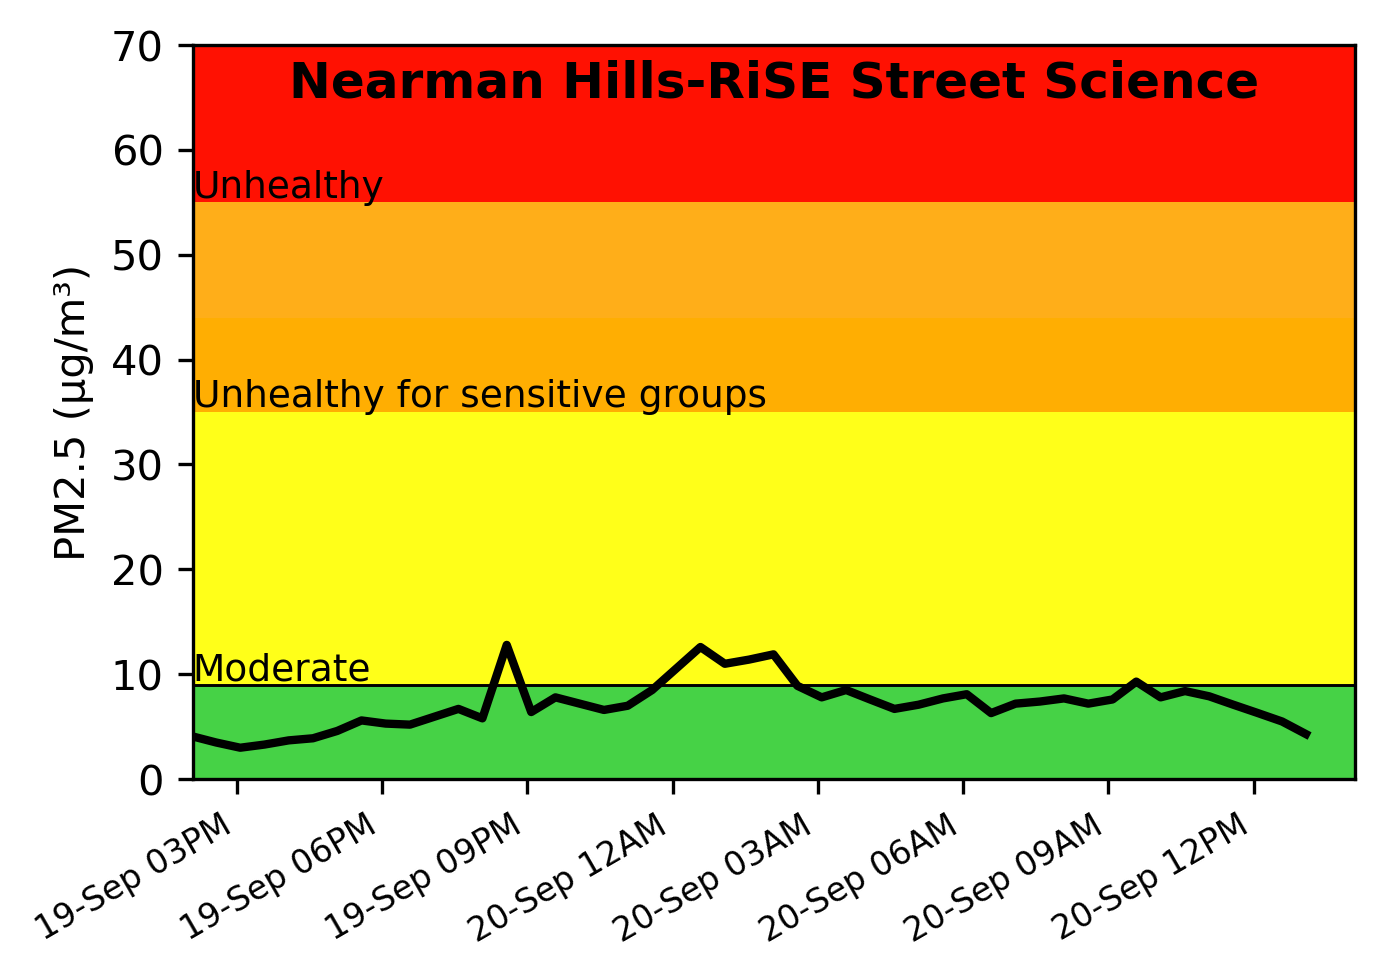 Nearman Hills-RiSE Street Science
PM2.5 (µg/m³)
70
60
50
40
30
20
10
0
Unhealthy
Unhealthy for sensitive groups
Moderate
19-Sep 03PM
19-Sep 06PM
19-Sep 09PM
20-Sep 12AM
20-Sep 03AM
20-Sep 06AM
20-Sep 09AM
20-Sep 12PM